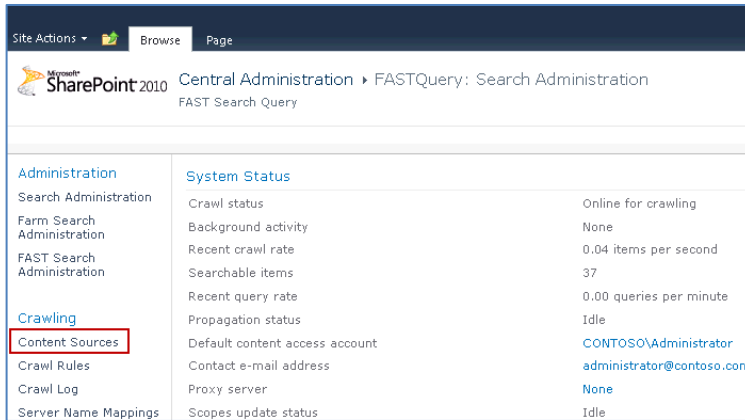 Site Actions
Browse
Page
Microsoft
SharePoint 2010
Central Administration ▸ FASTQuery: Search Administration
FAST Search Query
Administration
Search Administration
Farm Search
Administration
FAST Search
Administration
Crawling
Content Sources
Crawl Rules
Crawl Log
Server Name Mappings
System Status
Crawl status Online for crawling
Background activity None
Recent crawl rate 0.04 items per second
Searchable items 37
Recent query rate 0.00 queries per minute
Propagation status Idle
Default content access account CONTOSO\Administrator
Contact e-mail address administrator@contoso.con
Proxy server None
Scopes update status Idle